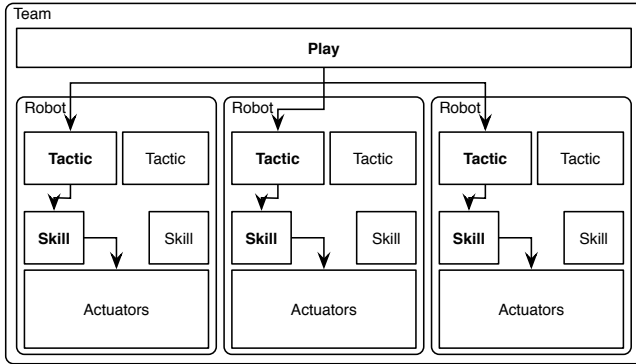 Team
Play
Robot
Robot
Robot
Tactic
Tactic
Tactic
Tactic
Tactic
Tactic
Skill
Skill
Skill
Skill
Skill
Skill
Actuators
Actuators
Actuators